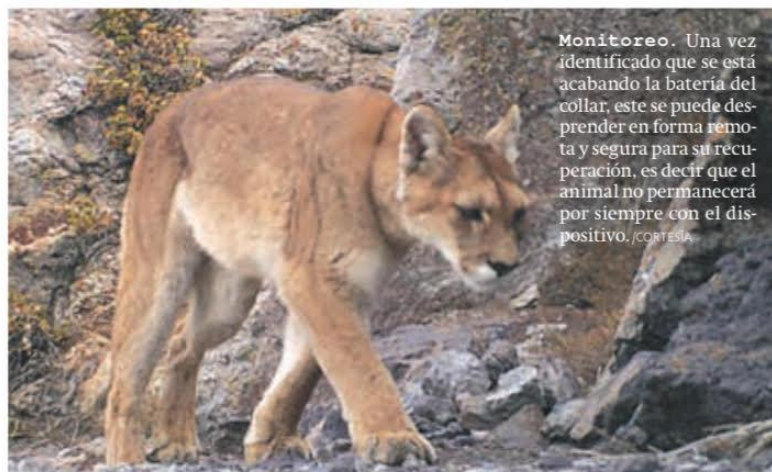 Monitoreo. Una vez
identificado que se está
acabando la batería del
collar, este se puede des-
prender en forma remo-
ta y segura para su recu-
peración, es decir que el
animal no permanecerá
por siempre con el dis-
positivo. /CORTESÍA